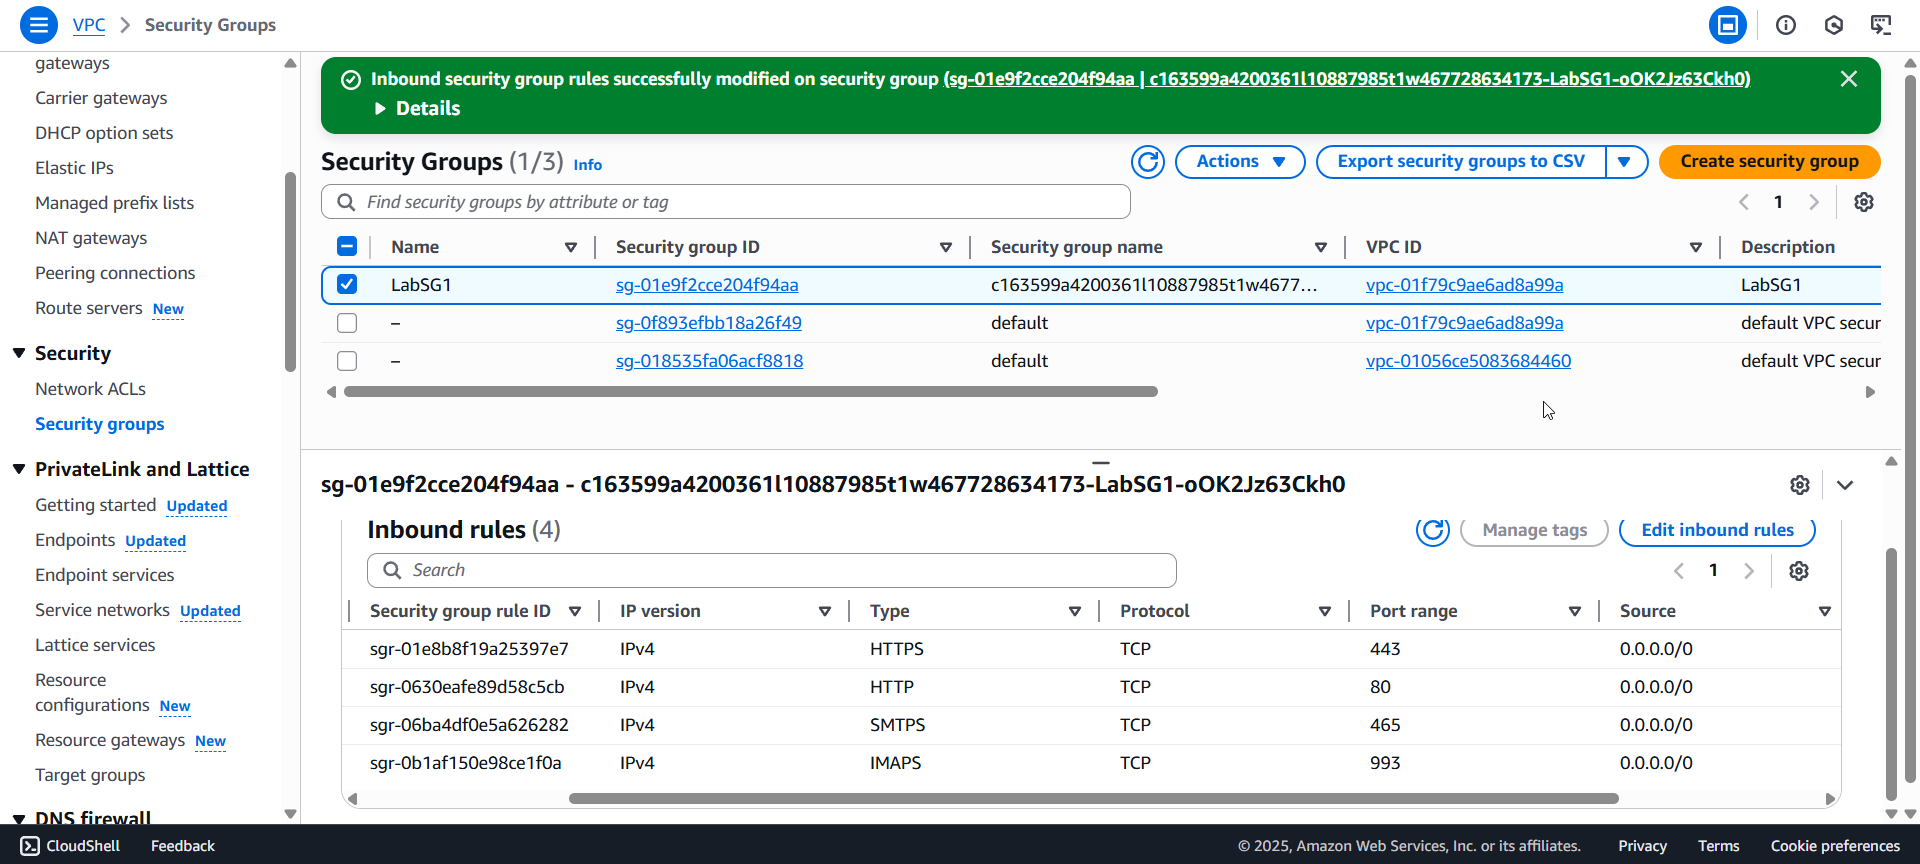 VPC > Security Groups
gateways
Carrier gateways
DHCP option sets
Elastic IPs
Managed prefix lists
NAT gateways
Peering connections
Route servers New
Security
Network ACLs
Security groups
PrivateLink and Lattice
Getting started Updated
Endpoints Updated
Endpoint services
Service networks Updated
Lattice services
Resource
configurations New
Resource gateways New
Target groups
DNS firewall
Inbound security group rules successfully modified on security group (sg-01e9f2cce204f94aa | c163599a4200361l10887985t1w467728634173-LabSG1-oOK2Jz63Ckh0)
Details
Security Groups (1/3) Info
Actions
Export security groups to CSV
Create security group
Find security groups by attribute or tag
1
Name Security group ID Security group name VPC ID Description
LabSG1 sg-01e9f2cce204f94aa c163599a4200361l10887985t1w4677... vpc-01f79c9ae6ad8a99a LabSG1
– sg-0f893efbb18a26f49 default vpc-01f79c9ae6ad8a99a default VPC secur
– sg-018535fa06acf8818 default vpc-01056ce5083684460 default VPC secur
sg-01e9f2cce204f94aa - c163599a4200361l10887985t1w467728634173-LabSG1-oOK2Jz63Ckh0
Inbound rules (4)
Manage tags
Edit inbound rules
Search
1
Security group rule ID IP version Type Protocol Port range Source
sgr-01e8b8f19a25397e7 IPv4 HTTPS TCP 443 0.0.0.0/0
sgr-0630eafe89d58c5cb IPv4 HTTP TCP 80 0.0.0.0/0
sgr-06ba4df0e5a626282 IPv4 SMTPS TCP 465 0.0.0.0/0
sgr-0b1af150e98ce1f0a IPv4 IMAPS TCP 993 0.0.0.0/0
CloudShell Feedback © 2025, Amazon Web Services, Inc. or its affiliates. Privacy Terms Cookie preferences